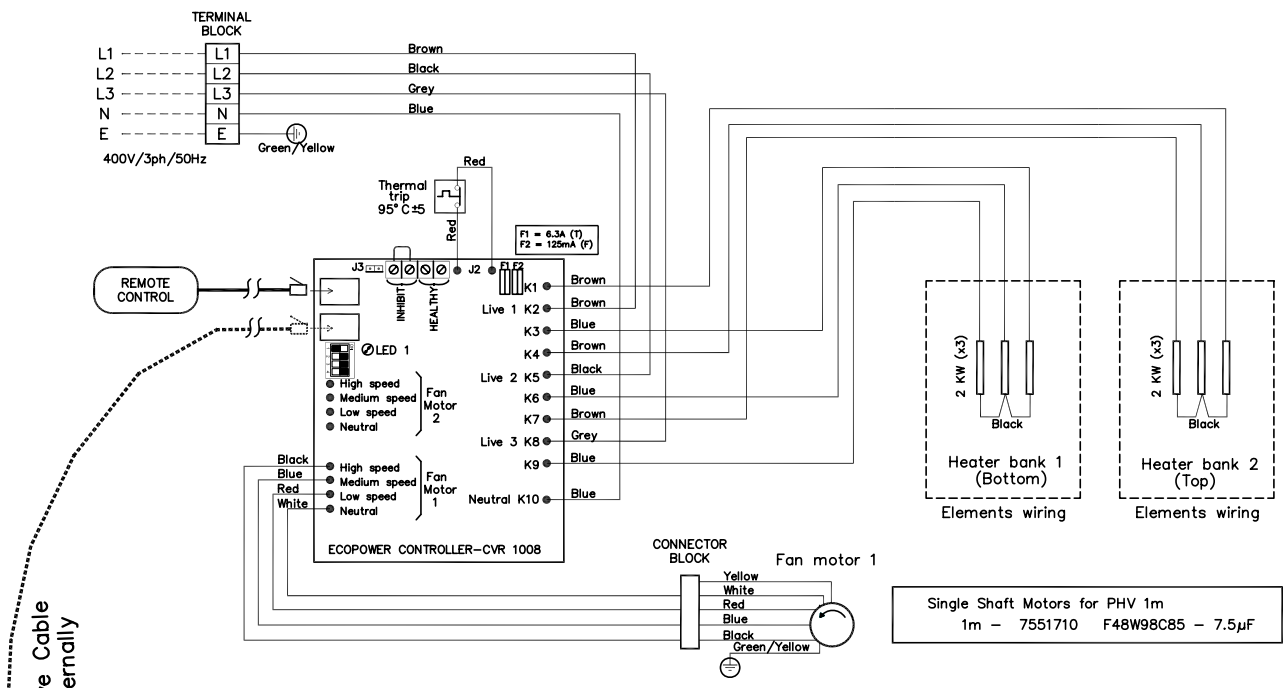 TERMINAL
BLOCK
L1
L1
Brown
L2
L2
Black
L3
L3
Grey
N
N
Blue
E
E
Green/Yellow
400V/3ph/50Hz
Red
Thermal
trip
95°C±5
Red
F1 = 6.3A (T)
F2 = 125mA (F)
J3
J2
F1 F2
INHIBIT
HEALTHY
REMOTE
CONTROL
K1
Brown
Live 1 K2
Brown
K3
Blue
K4
Brown
Live 2 K5
Black
K6
Blue
K7
Brown
Live 3 K8
Grey
K9
Blue
Neutral K10
Blue
LED 1
High speed
Medium speed
Low speed
Neutral
Fan
Motor
2
Black
High speed
Blue
Medium speed
Red
Low speed
White
Neutral
Fan
Motor
1
ECOPOWER CONTROLLER-CVR 1008
2 KW (x3)
Black
Heater bank 1
(Bottom)
Elements wiring
2 KW (x3)
Black
Heater bank 2
(Top)
Elements wiring
CONNECTOR
BLOCK
Fan motor 1
Yellow
White
Red
Blue
Black
Green/Yellow
Single Shaft Motors for PHV 1m
1m - 7551710 F48W98C85 - 7.5µF
Cable